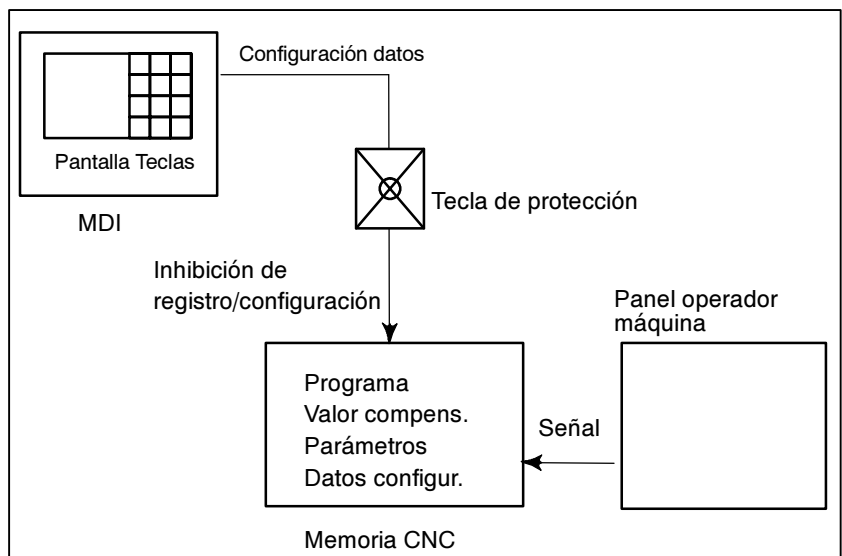 Configuración datos
Pantalla Teclas
MDI
Tecla de protección
Inhibición de
registro/configuración
Panel operador
máquina
Programa
Valor compens.
Parámetros
Datos configur.
Señal
Memoria CNC